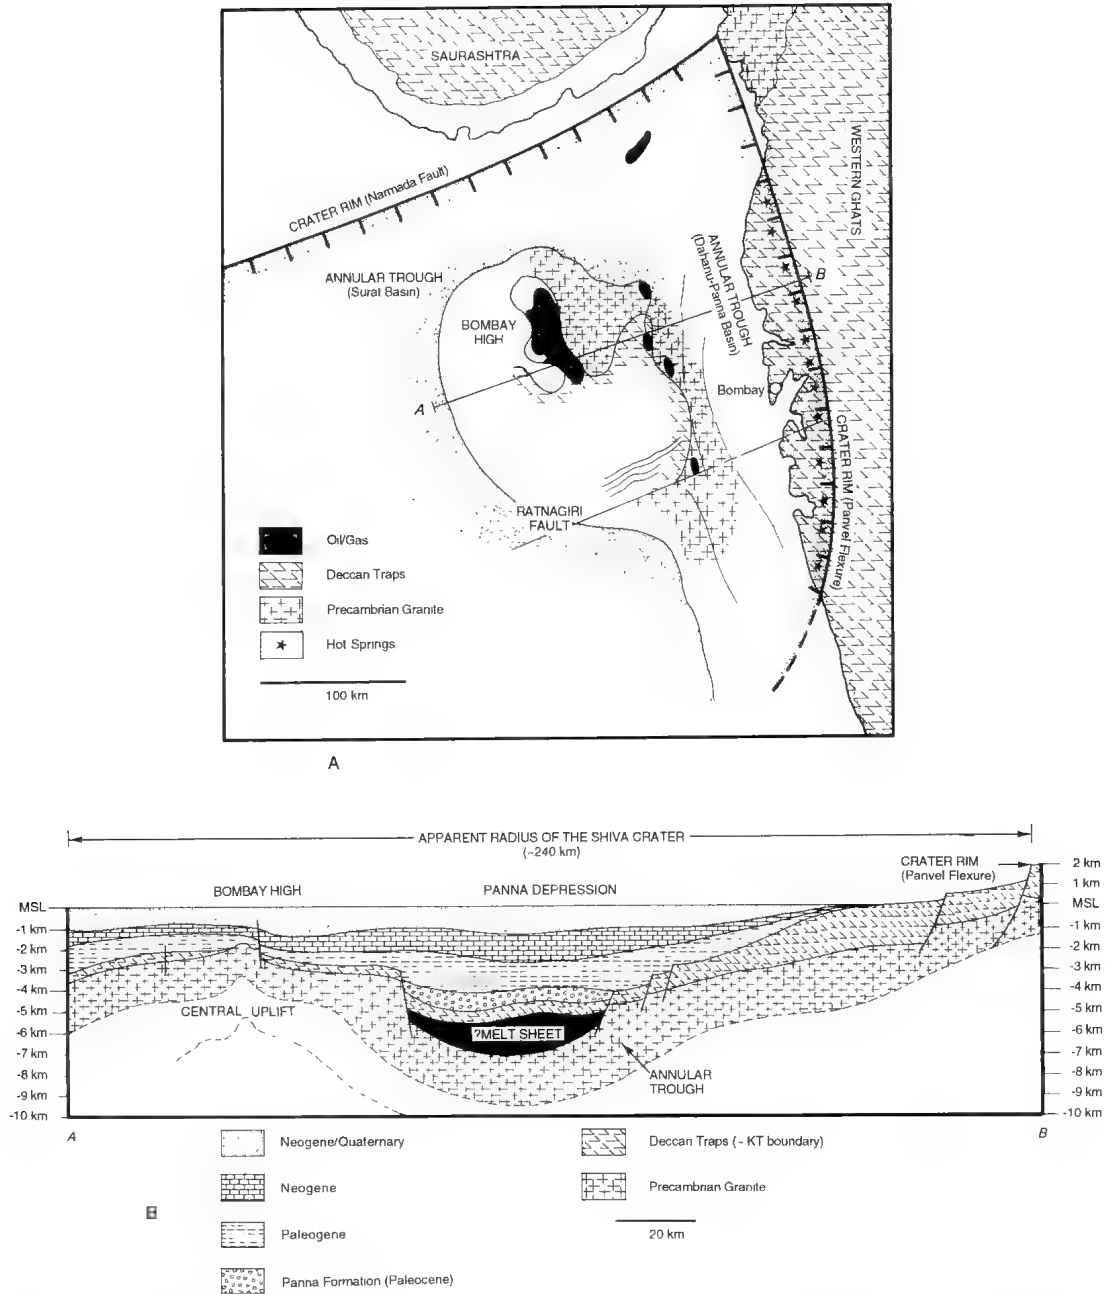 SAURASHTRA
WESTERN GHATS
CRATER RIM (Narmada Fault)
ANNULAR TROUGH
(Surat Basin)
ANNULAR TROUGH
(Dahanu-Panna Basin)
B
BOMBAY
HIGH
Bombay
A
CRATER RIM (Panvel Flexure)
RATNAGIRI
FAULT
Oil/Gas
Deccan Traps
Precambrian Granite
Hot Springs
100 km
A
APPARENT RADIUS OF THE SHIVA CRATER
(~240 km)
CRATER RIM
(Panvel Flexure)
BOMBAY HIGH
PANNA DEPRESSION
MSL
-1 km
-2 km
-3 km
-4 km
-5 km
-6 km
-7 km
-8 km
-9 km
-10 km
2 km
1 km
MSL
-1 km
-2 km
-3 km
-4 km
-5 km
-6 km
-7 km
-8 km
-9 km
-10 km
CENTRAL UPLIFT
?MELT SHEET
ANNULAR
TROUGH
A
B
Neogene/Quaternary
Neogene
Paleogene
Panna Formation (Paleocene)
Deccan Traps (~ KT boundary)
Precambrian Granite
20 km
B